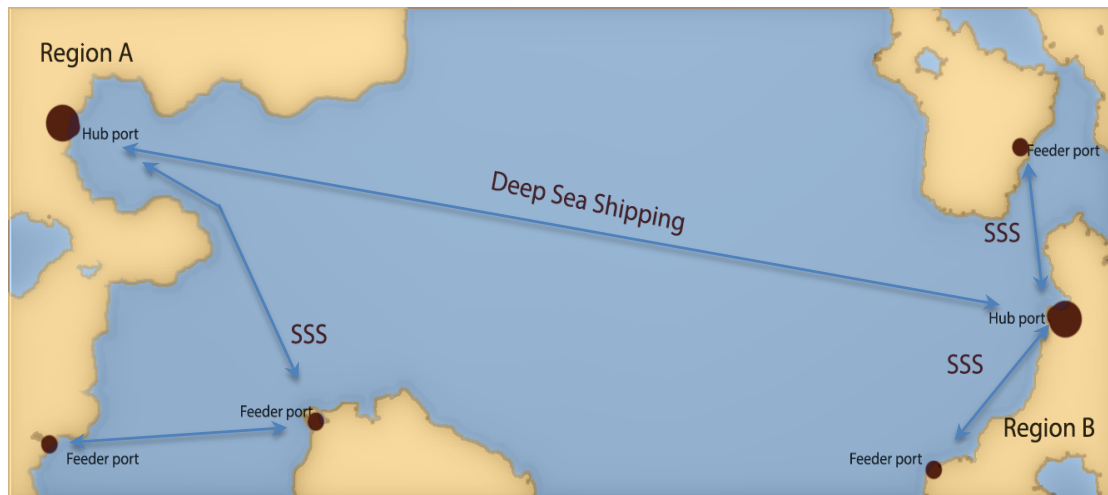 Region A
Hub port
Feeder port
Deep Sea Shipping
SSS
Hub port
SSS
SSS
Feeder port
Region B
Feeder port
Feeder port